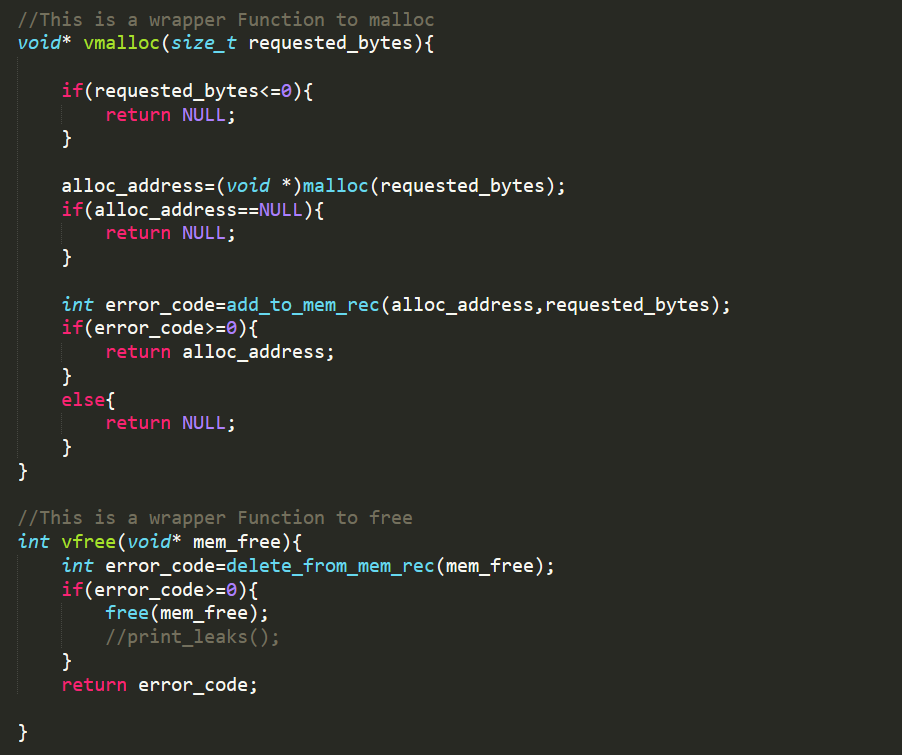 //This is a wrapper Function to malloc
void* vmalloc(size_t requested_bytes){
if(requested_bytes<=0){
return NULL;
}
alloc_address=(void *)malloc(requested_bytes);
if(alloc_address==NULL){
return NULL;
}
int error_code=add_to_mem_rec(alloc_address,requested_bytes);
if(error_code>=0){
return alloc_address;
}
else{
return NULL;
}
}
//This is a wrapper Function to free
int vfree(void* mem_free){
int error_code=delete_from_mem_rec(mem_free);
if(error_code>=0){
free(mem_free);
//print_leaks();
}
return error_code;
}